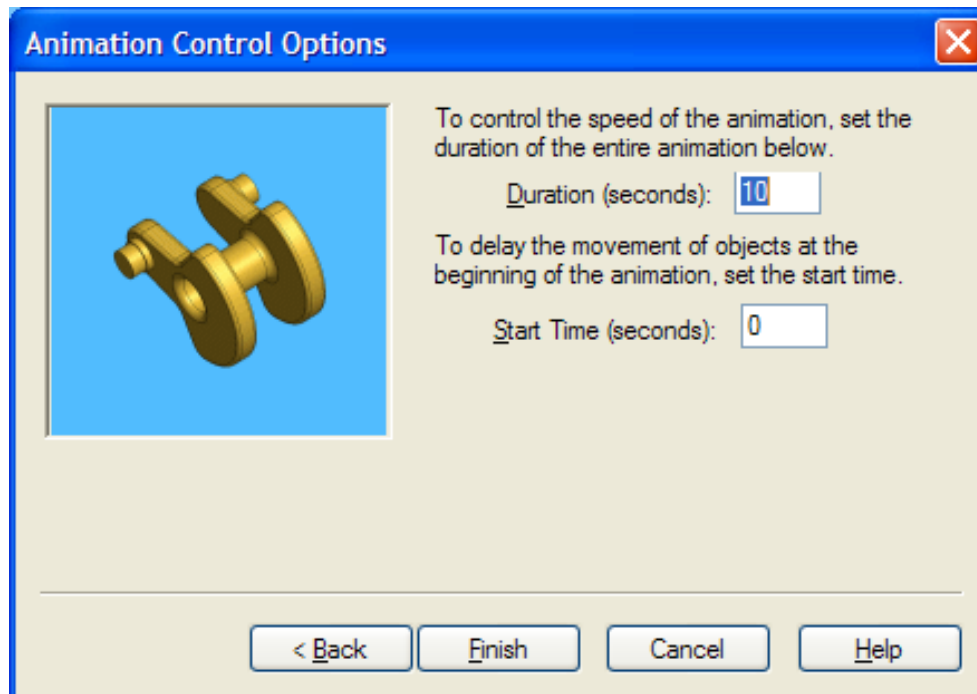 Animation Control Options
To control the speed of the animation, set the
duration of the entire animation below.
Duration (seconds): 10
To delay the movement of objects at the
beginning of the animation, set the start time.
Start Time (seconds): 0
< Back Finish Cancel Help